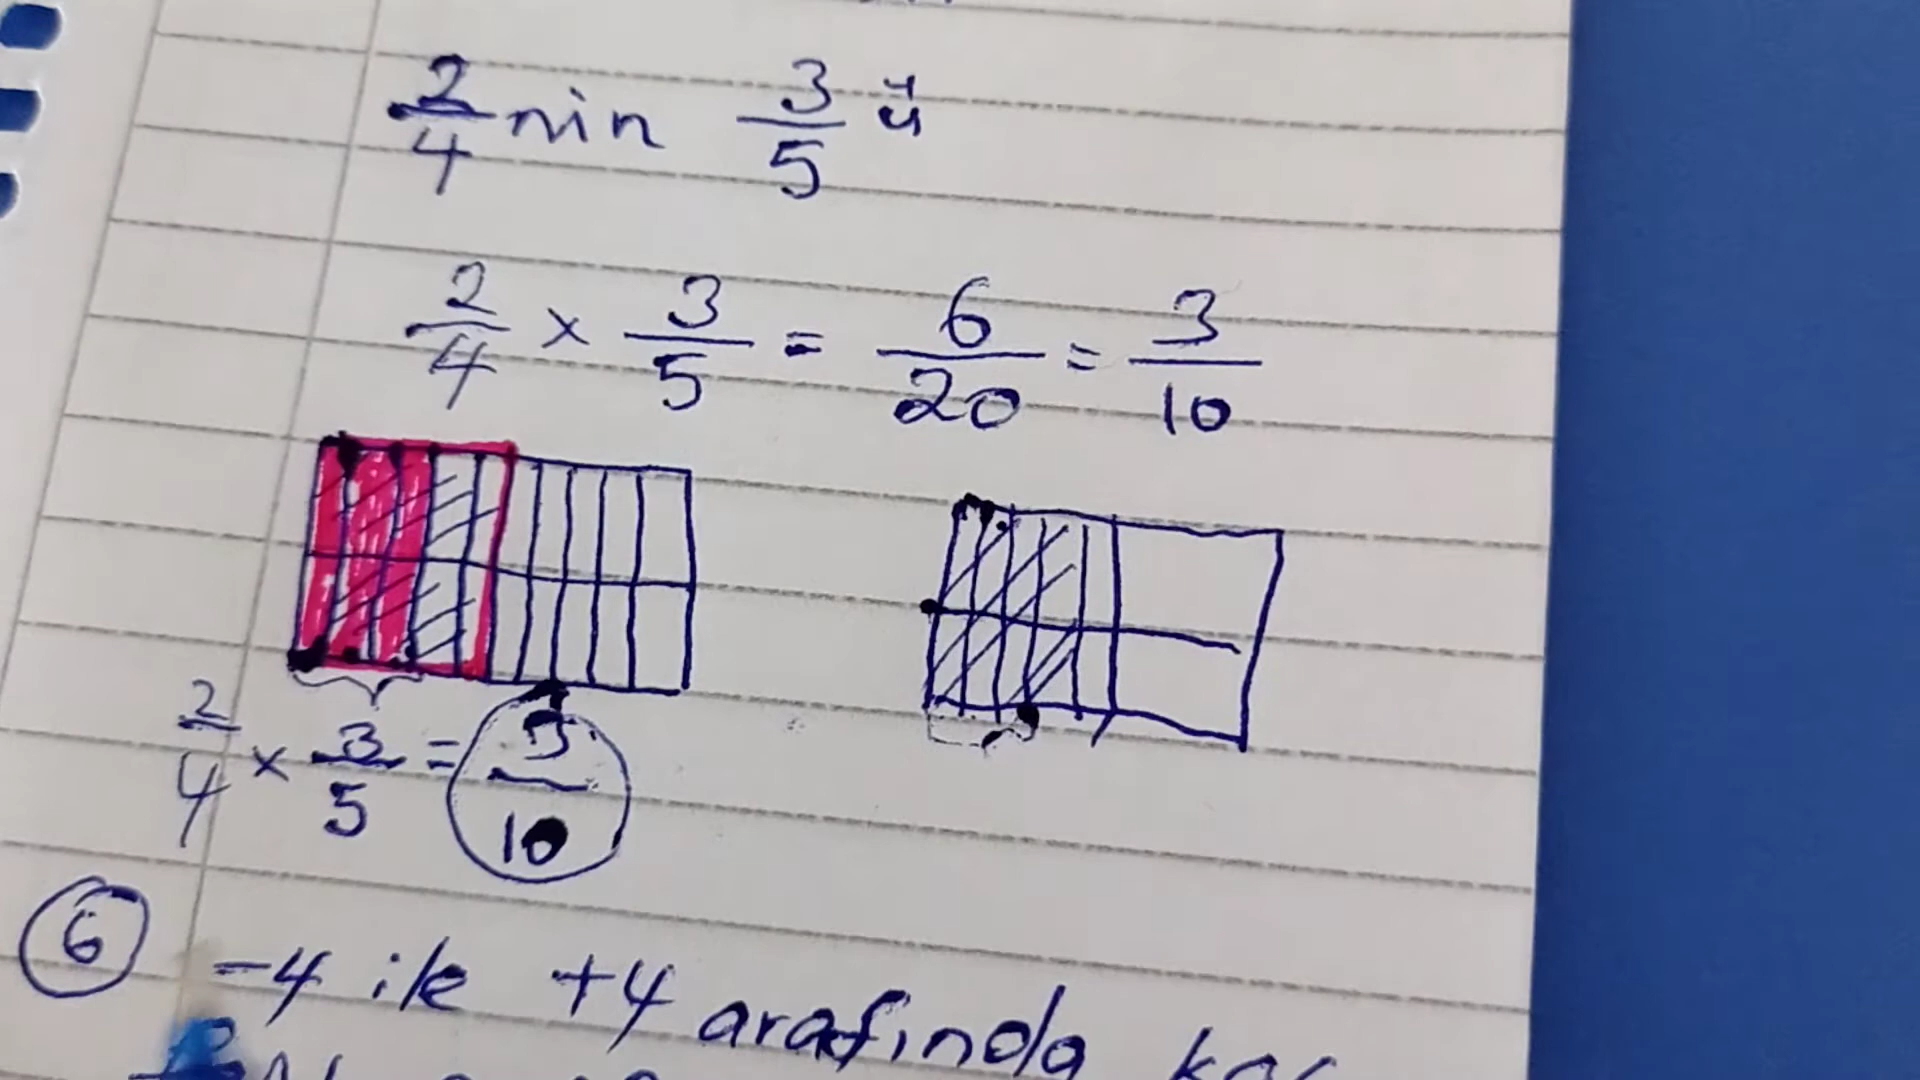 2/4 nin 3/5 ü
2/4 × 3/5 = 6/20 = 3/10
2/4 × 3/5 = 3/10
6 -4 ile +4 arasında